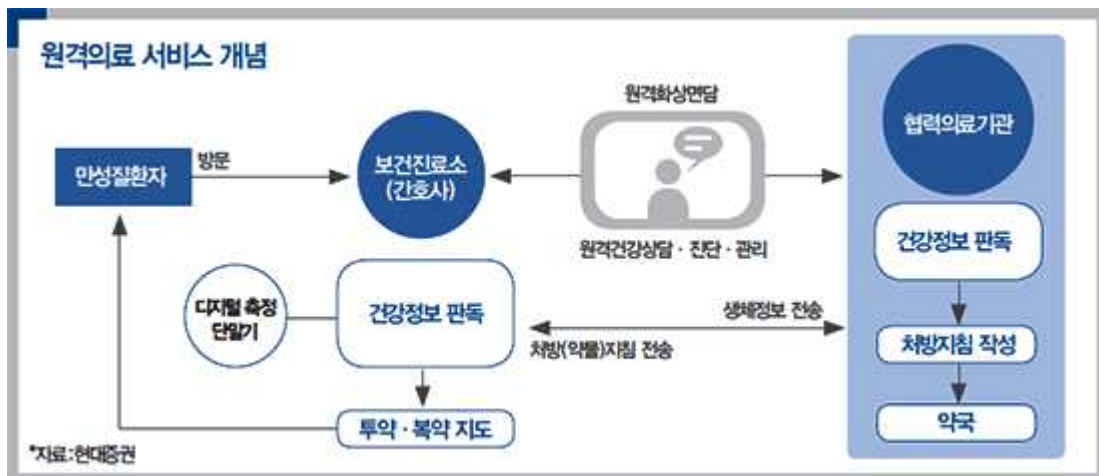 원격의료 서비스 개념
만성질환자
방문
보건진료소
(간호사)
원격화상면담
원격건강상담 · 진단 · 관리
협력의료기관
건강정보 판독
처방지침 작성
약국
디지털 측정
단말기
건강정보 판독
생체정보 전송
처방(약물)지침 전송
투약 · 복약 지도
*자료:현대증권